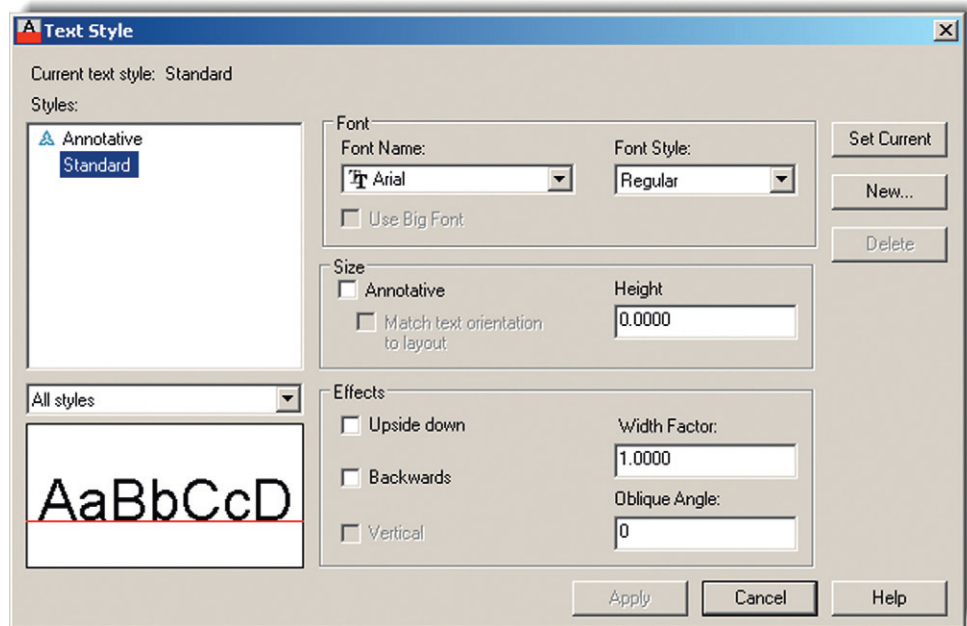 Text Style
Current text style: Standard
Styles:
Annotative
Standard
All styles
AaBbCcD
Font
Font Name:
Font Style:
Arial
Regular
Use Big Font
Size
Annotative
Height
Match text orientation
to layout
0.0000
Effects
Upside down
Width Factor:
1.0000
Backwards
Oblique Angle:
Vertical
0
Set Current
New...
Delete
Apply
Cancel
Help